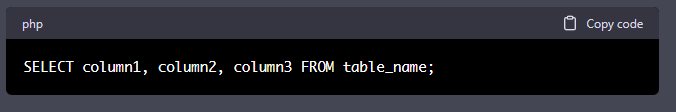 php Copy code
SELECT column1, column2, column3 FROM table_name;